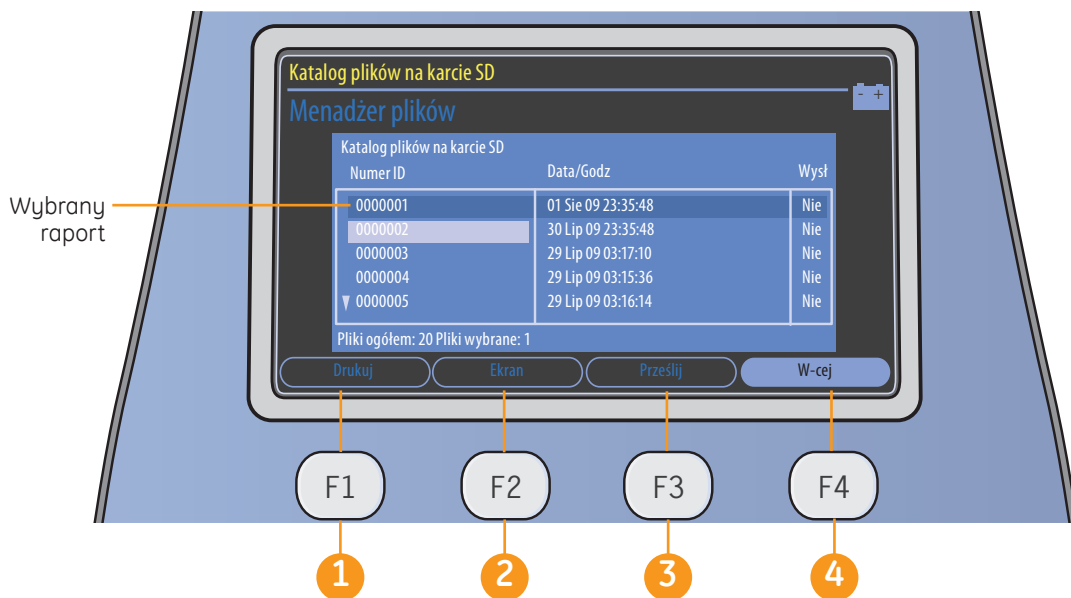 Katalog plików na karcie SD
- +
Menadżer plików
Katalog plików na karcie SD
Numer ID Data/Godz Wysł
Wybrany
raport
0000001 01 Sie 09 23:35:48 Nie
0000002 30 Lip 09 23:35:48 Nie
0000003 29 Lip 09 03:17:10 Nie
0000004 29 Lip 09 03:15:36 Nie
0000005 29 Lip 09 03:16:14 Nie
Pliki ogółem: 20 Pliki wybrane: 1
Drukuj Ekran Prześlij W-cej
F1 F2 F3 F4
1 2 3 4